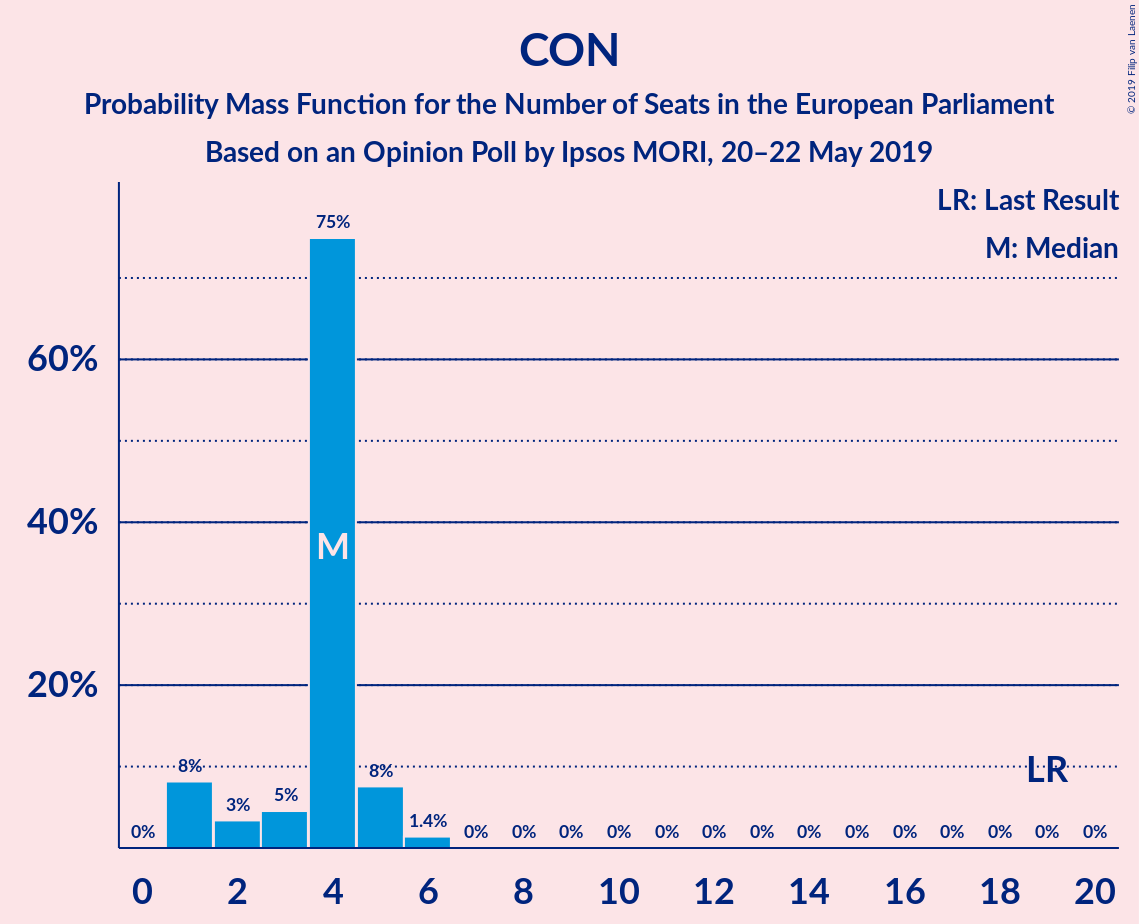 CON
Probability Mass Function for the Number of Seats in the European Parliament
Based on an Opinion Poll by Ipsos MORI, 20–22 May 2019
© 2019 Filip van Laenen
LR: Last Result
M: Median
75%
60%
40%
M
20%
8%
3%
5%
8%
1.4%
LR
0%
0% 0% 0% 0% 0% 0% 0% 0% 0% 0% 0% 0% 0% 0%
0 2 4 6 8 10 12 14 16 18 20